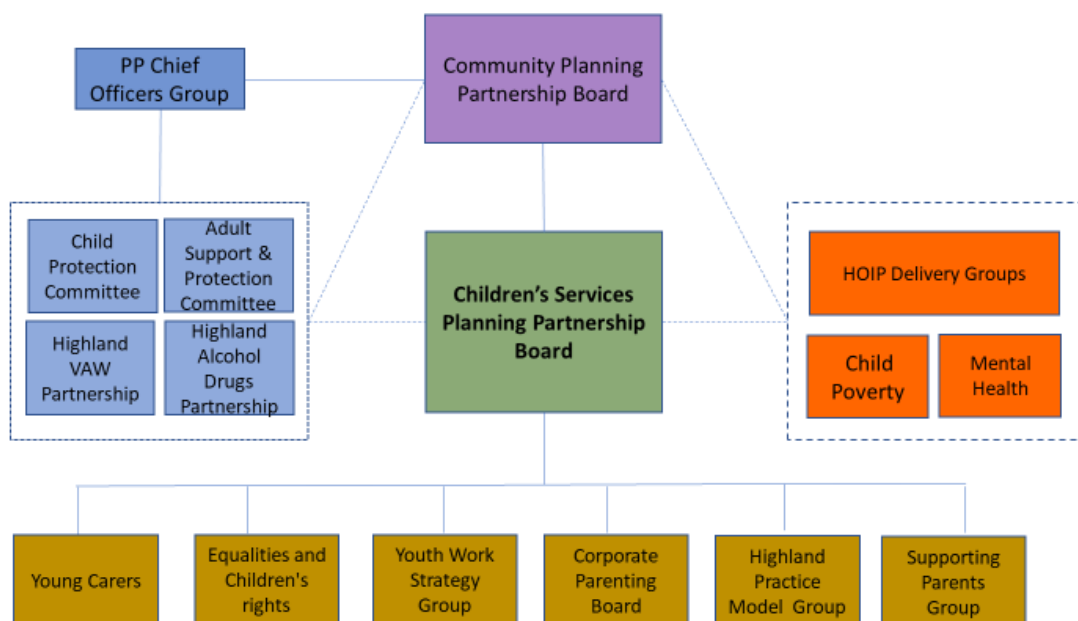 PP Chief
Officers Group
Community Planning
Partnership Board
Child
Protection
Committee
Adult
Support &
Protection
Committee
Highland
VAW
Partnership
Highland
Alcohol
Drugs
Partnership
Children’s Services
Planning Partnership
Board
HOIP Delivery Groups
Child
Poverty
Mental
Health
Young Carers
Equalities and
Children's
rights
Youth Work
Strategy
Group
Corporate
Parenting
Board
Highland
Practice
Model Group
Supporting
Parents
Group